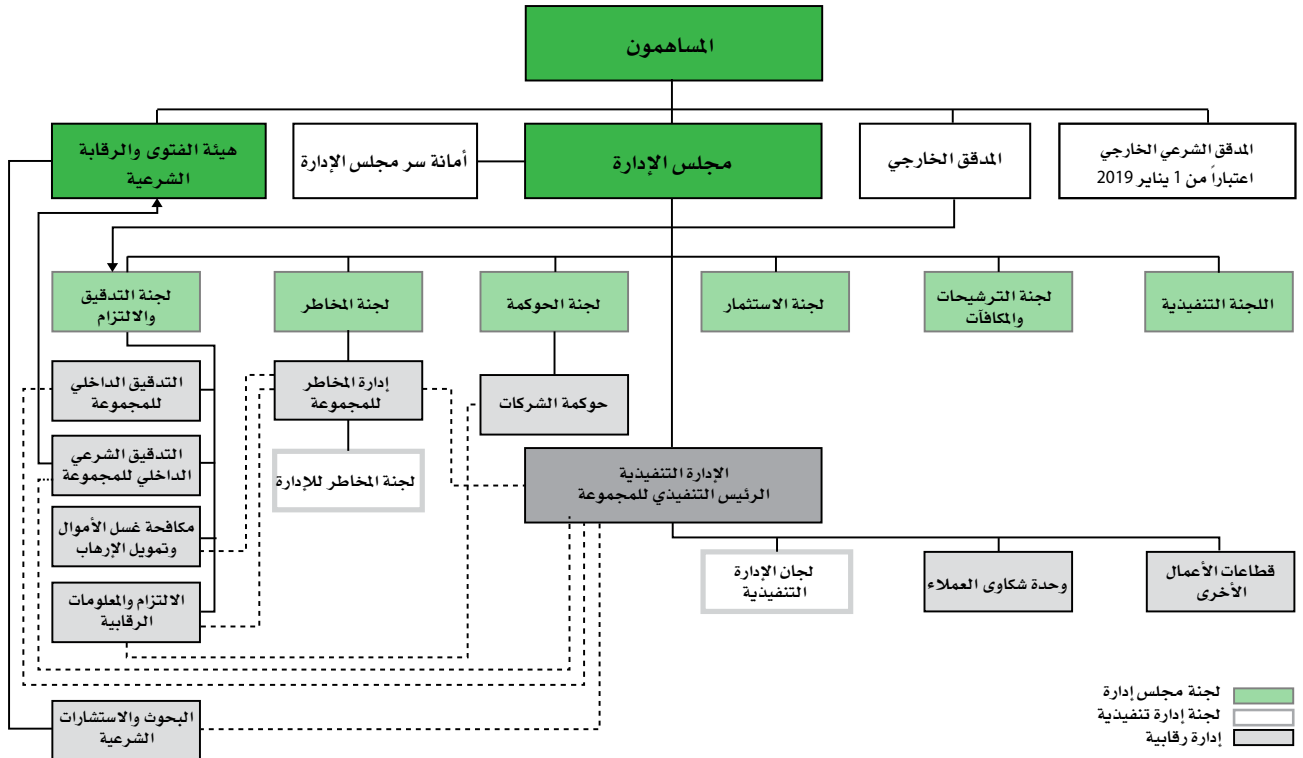 المساهمون
المدقق الشرعي الخارجي
اعتباراً من 1 يناير 2019
المدقق الخارجي
مجلس الإدارة
أمانة سر مجلس الإدارة
هيئة الفتوى والرقابة
الشرعية
اللجنة التنفيذية
لجنة الترشيحات
والمكافآت
لجنة الاستثمار
لجنة الحوكمة
لجنة المخاطر
لجنة التدقيق
والالتزام
حوكمة الشركات
إدارة المخاطر
للمجموعة
التدقيق الداخلي
للمجموعة
الإدارة التنفيذية
الرئيس التنفيذي للمجموعة
لجنة المخاطر للإدارة
التدقيق الشرعي
الداخلي للمجموعة
مكافحة غسل الأموال
وتمويل الإرهاب
قطاعات الأعمال
الأخرى
وحدة شكاوى العملاء
لجان الإدارة
التنفيذية
الالتزام والمعلومات
الرقابية
البحوث والاستشارات
الشرعية
لجنة مجلس إدارة
لجنة إدارة تنفيذية
إدارة رقابية